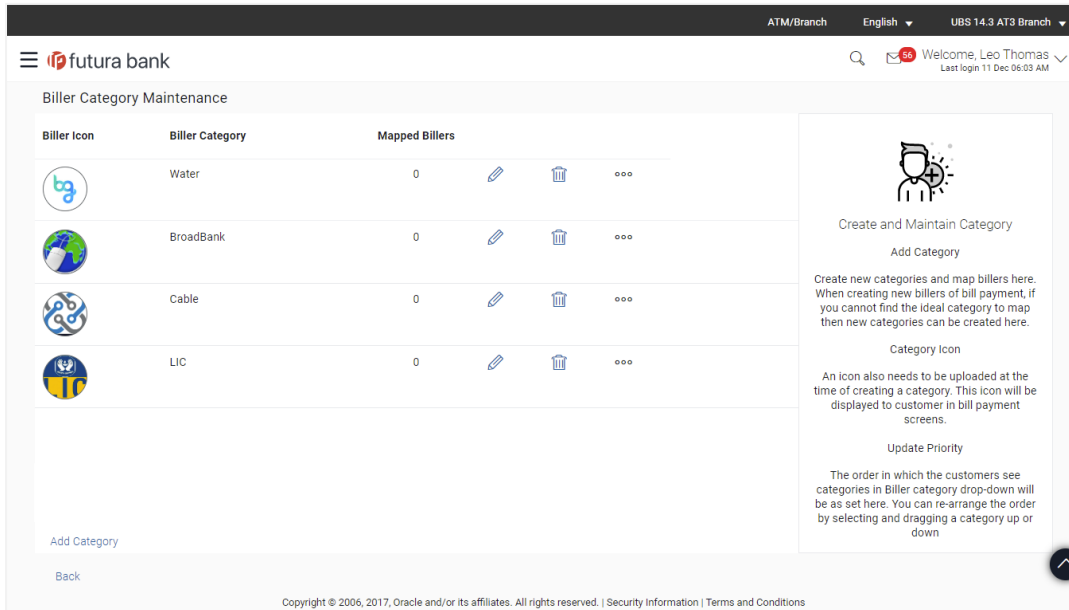 ATM/Branch English UBS 14.3 AT3 Branch
futura bank
56 Welcome, Leo Thomas
Last login 11 Dec 06:03 AM
Biller Category Maintenance
Biller Icon Biller Category Mapped Billers
bg Water 0
BroadBank 0
Cable 0
LIC LIC 0
Create and Maintain Category
Add Category
Create new categories and map billers here.
When creating new billers of bill payment, if
you cannot find the ideal category to map
then new categories can be created here.
Category Icon
An icon also needs to be uploaded at the
time of creating a category. This icon will be
displayed to customer in bill payment
screens.
Update Priority
The order in which the customers see
categories in Biller category drop-down will
be as set here. You can re-arrange the order
by selecting and dragging a category up or
down
Add Category
Back
Copyright © 2006, 2017, Oracle and/or its affiliates. All rights reserved. | Security Information | Terms and Conditions